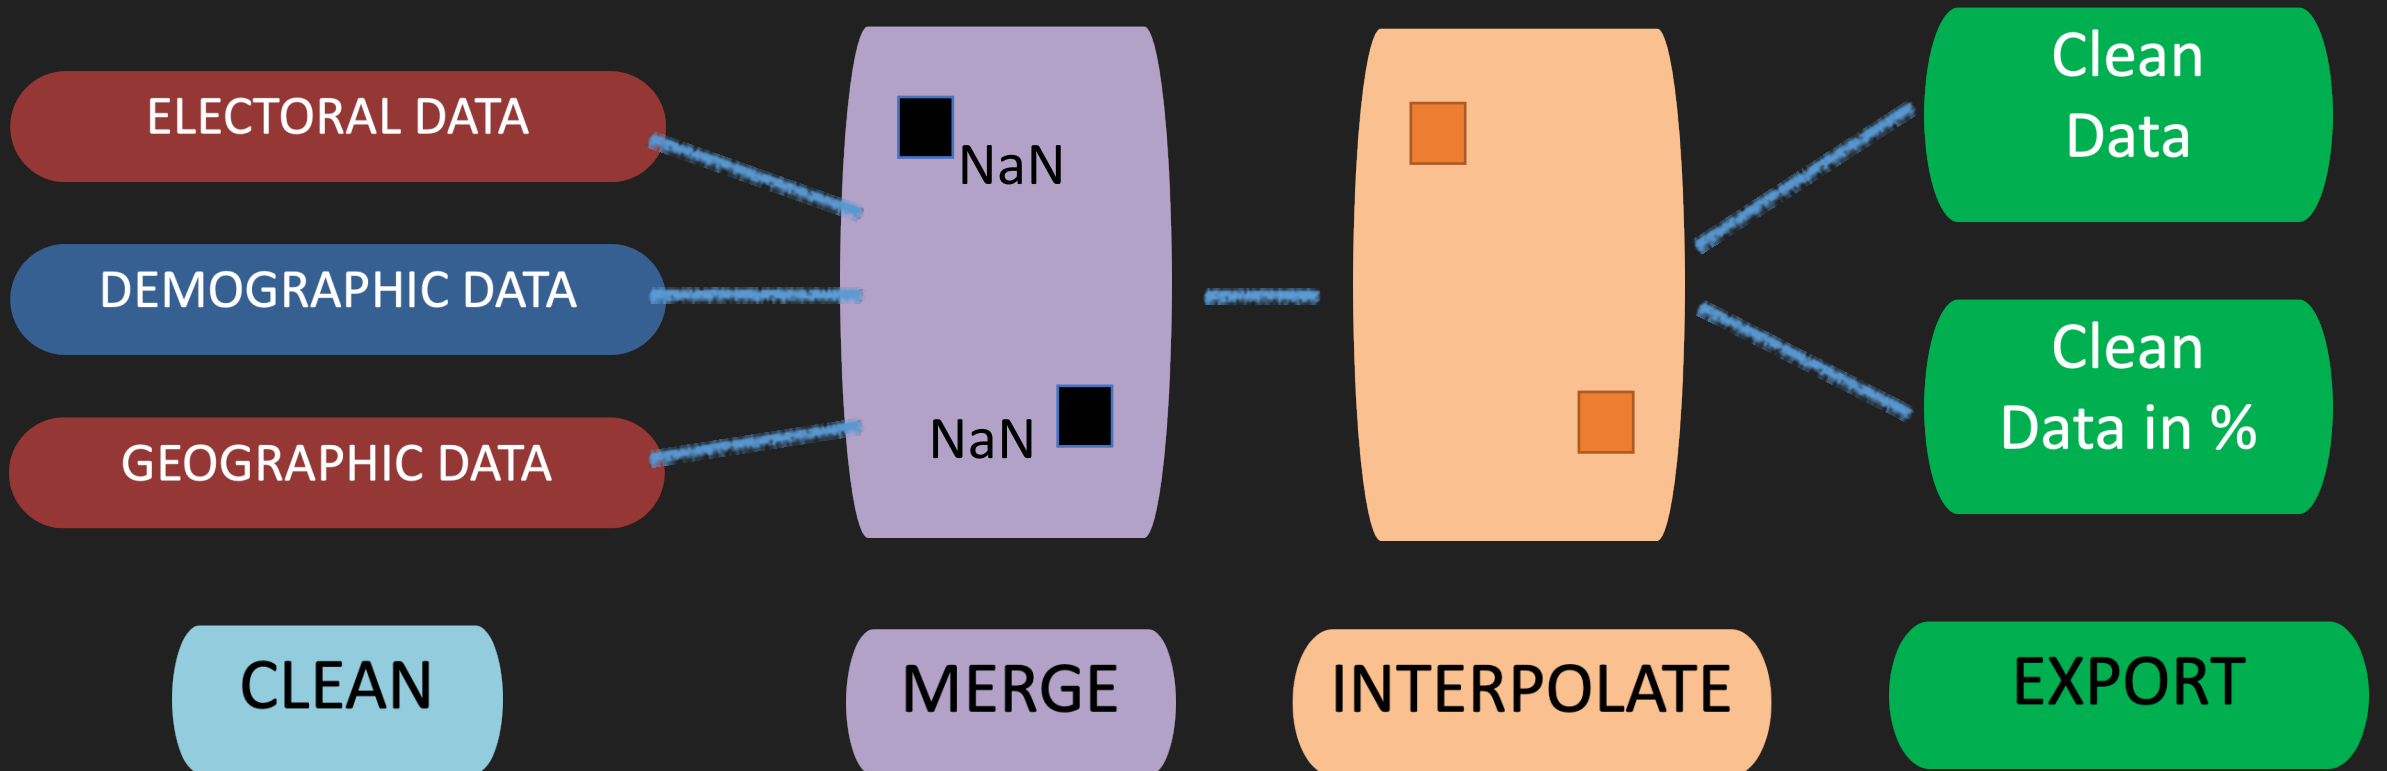 ELECTORAL DATA
DEMOGRAPHIC DATA
GEOGRAPHIC DATA
NaN
NaN
Clean
Data
Clean
Data in %
CLEAN
MERGE
INTERPOLATE
EXPORT